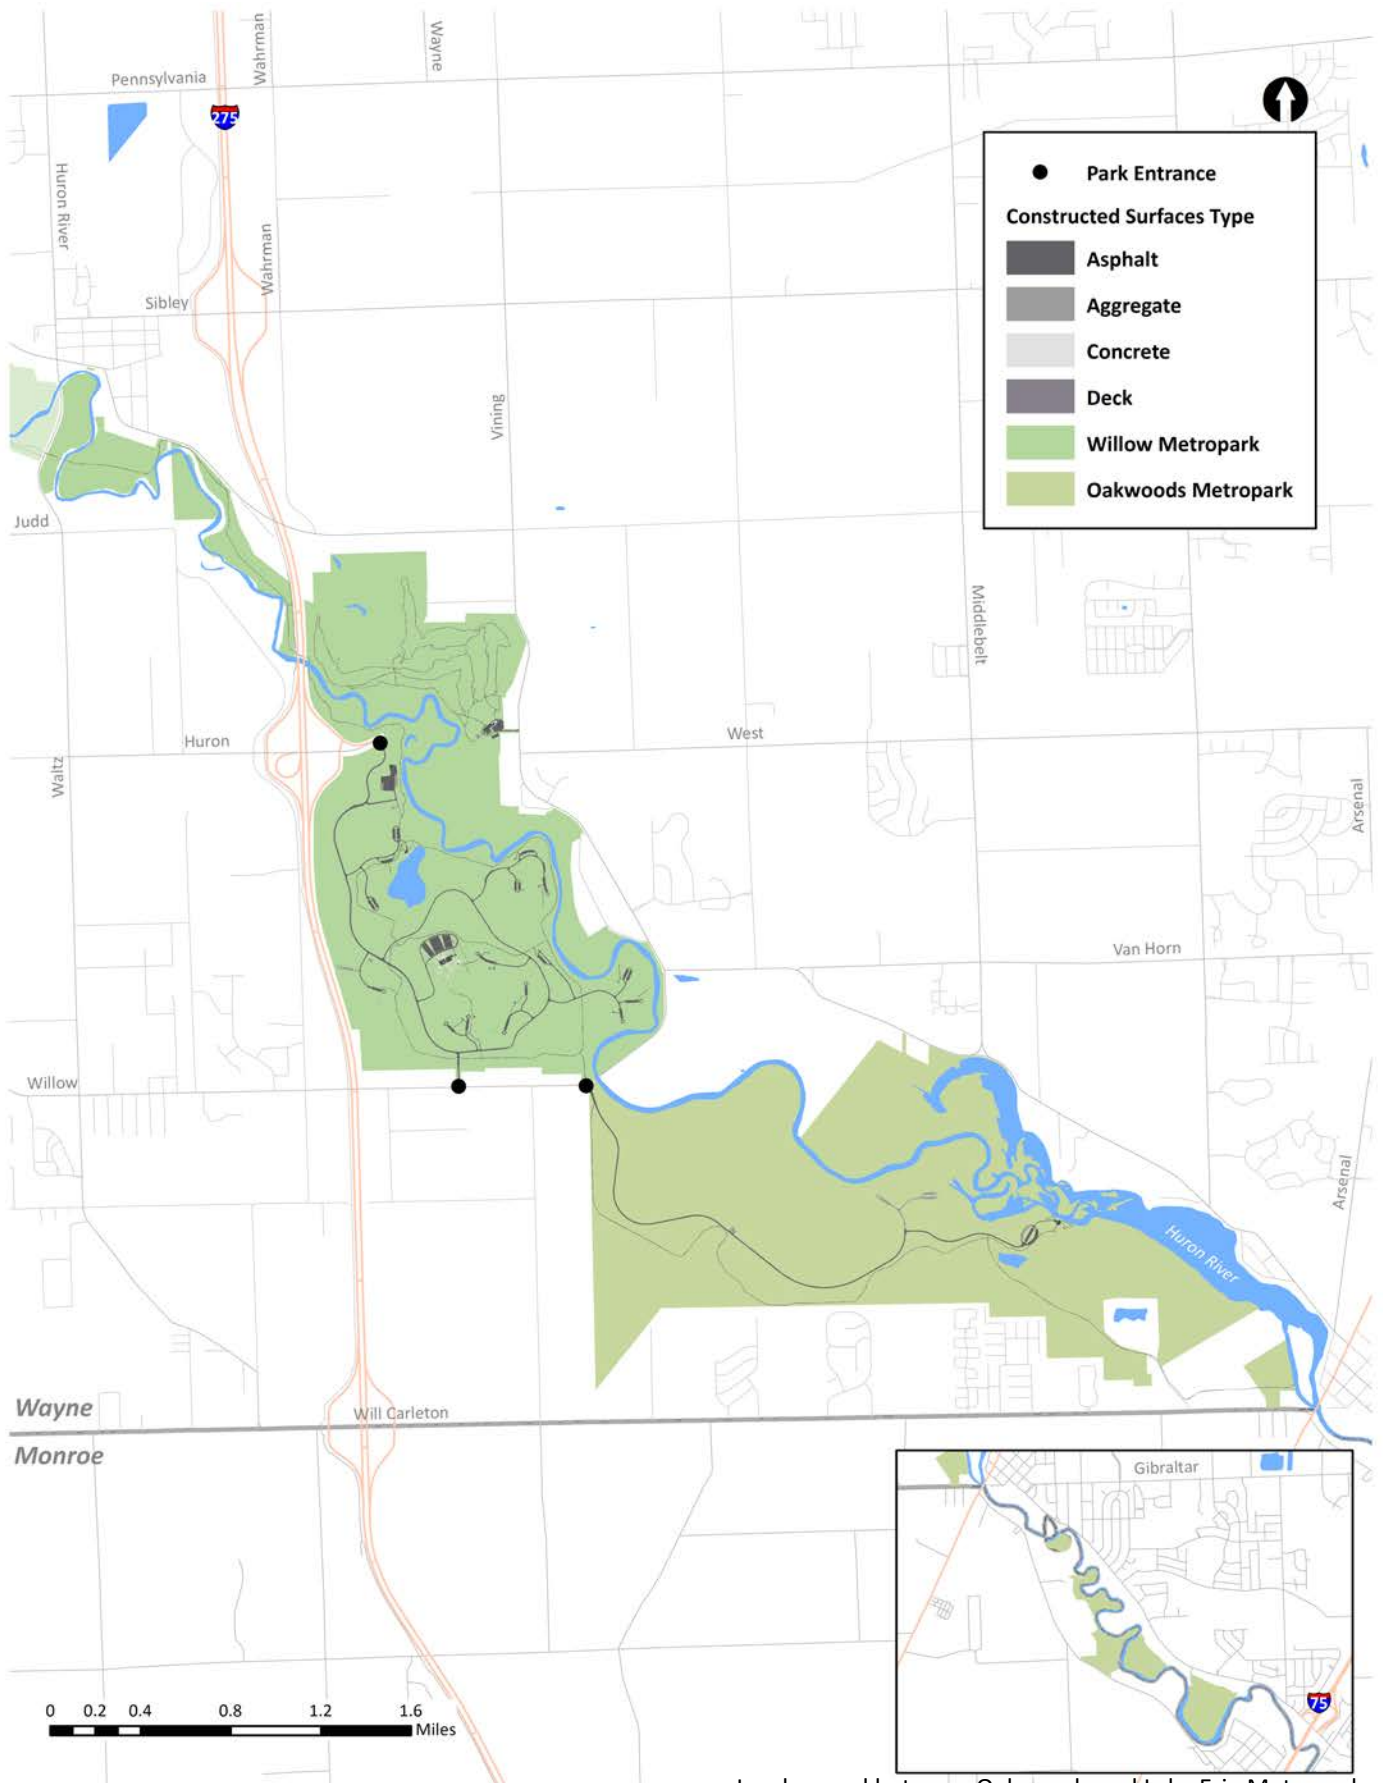 Wahrman
Wayne
Pennsylvania
275
Huron River
Wahrman
Sibley
Vining
Judd
Middlebelt
Huron
West
Waltz
Arsenal
Van Horn
Willow
Arsenal
Huron River
Wayne
Will Carleton
Monroe
Park Entrance
Constructed Surfaces Type
Asphalt
Aggregate
Concrete
Deck
Willow Metropark
Oakwoods Metropark
Gibraltar
75
0 0.2 0.4 0.8 1.2 1.6
Miles